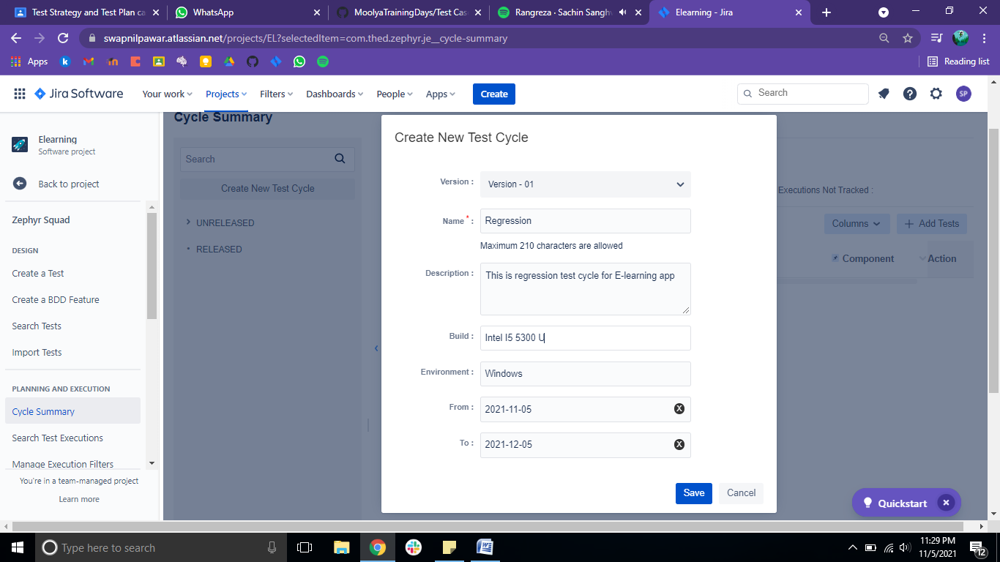 Test Strategy and Test Plan ca
WhatsApp
MoolyaTrainingDays/Test Cas
Rangreza · Sachin Sanghv
Elearning - Jira
swapnilpawar.atlassian.net/projects/EL?selectedItem=com.thed.zephyr.je__cycle-summary
Apps
Reading list
Jira Software
Your work
Projects
Filters
Dashboards
People
Apps
Create
Search
SP
Elearning
Software project
Back to project
Zephyr Squad
DESIGN
Create a Test
Create a BDD Feature
Search Tests
Import Tests
PLANNING AND EXECUTION
Cycle Summary
Search Test Executions
Manage Execution Filters
You're in a team-managed project
Learn more
Cycle Summary
Search
Create New Test Cycle
UNRELEASED
RELEASED
Create New Test Cycle
Version : Version - 01
Name * : Regression
Maximum 210 characters are allowed
Description : This is regression test cycle for E-learning app
Build : Intel I5 5300 U
Environment : Windows
From : 2021-11-05
To : 2021-12-05
Save
Cancel
Executions Not Tracked :
Columns
+ Add Tests
Component
Action
Quickstart
Type here to search
11:29 PM
11/5/2021
12